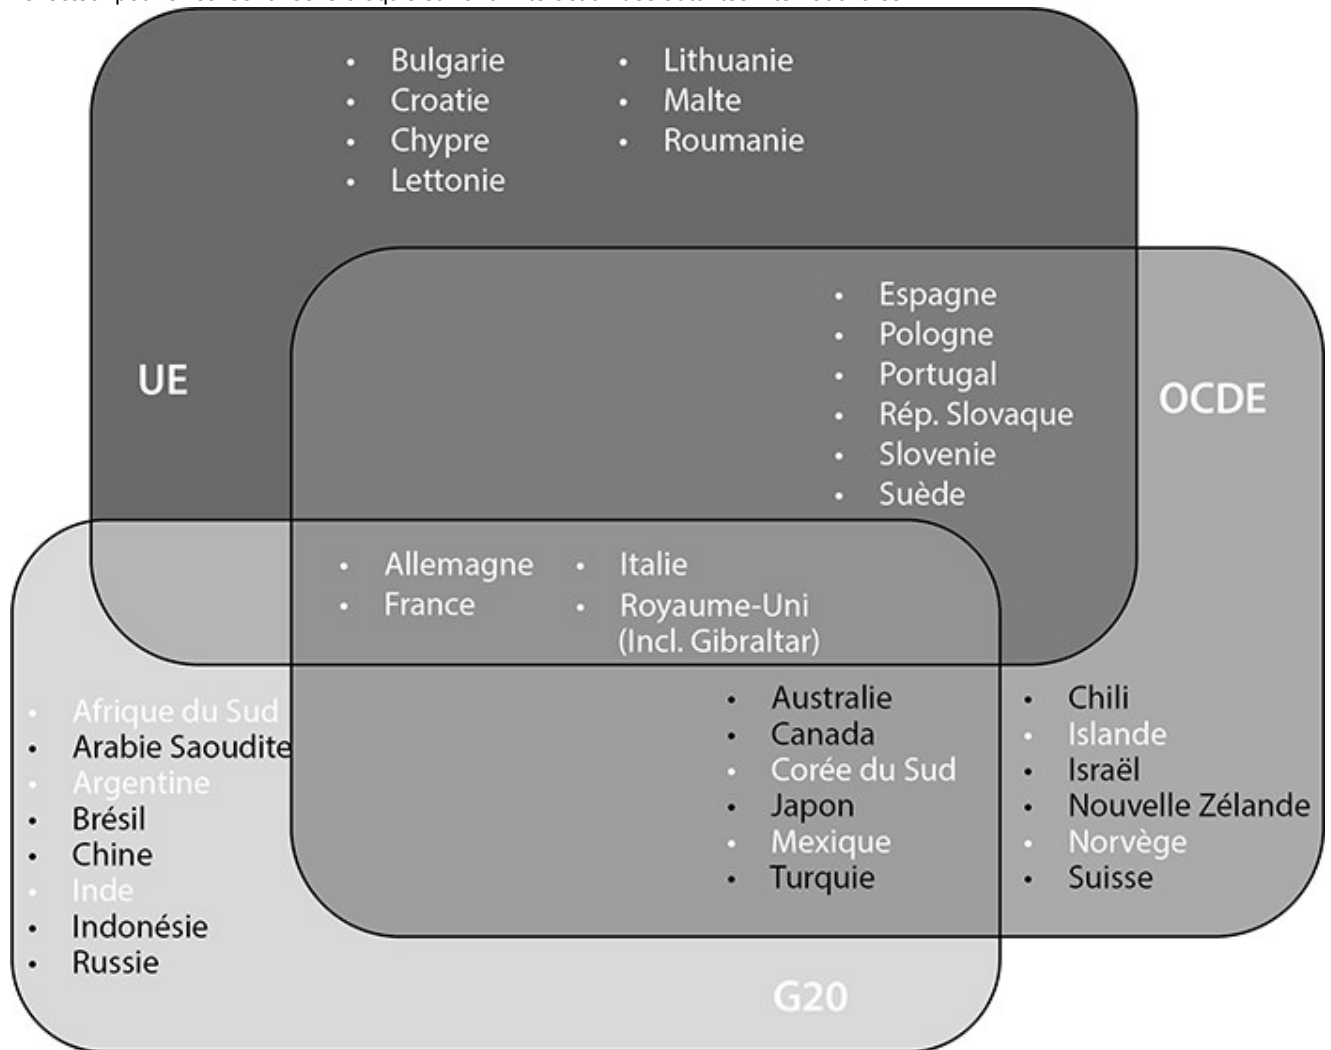 Bulgarie
Croatie
Chypre
Lettonie
Lithuanie
Malte
Roumanie
UE
Espagne
Pologne
Portugal
Rép. Slovaque
Slovenie
Suède
OCDE
Allemagne
France
Italie
Royaume-Uni
(Incl. Gibraltar)
Afrique du Sud
Arabie Saoudite
Argentine
Brésil
Chine
Inde
Indonésie
Russie
Australie
Canada
Corée du Sud
Japon
Mexique
Turquie
Chili
Islande
Israël
Nouvelle Zélande
Norvège
Suisse
G20